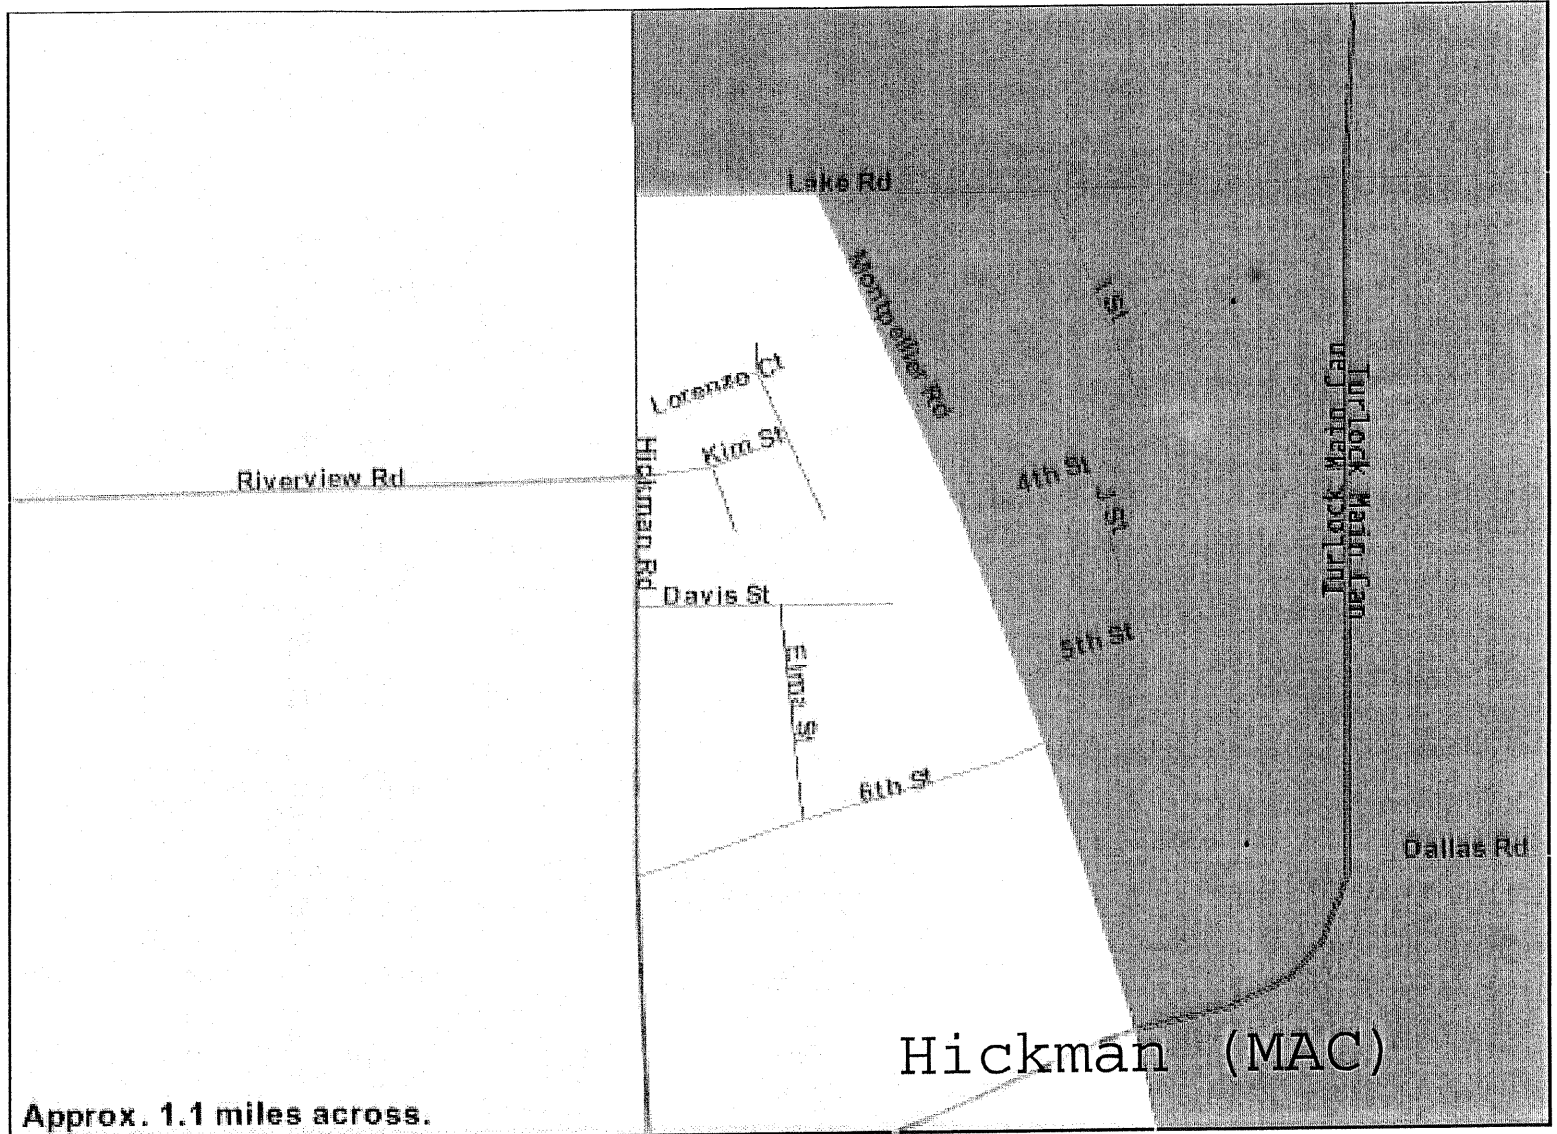 Lake Rd
Montpelier Rd
I St
Lorenzo Ct
Kim St
Riverview Rd
Hickman Rd
4th St
St
Turlock Main Can
Turlock Main Can
Davis St
5th St
Elmar St
6th St
Dallas Rd
Hickman (MAC)
Approx. 1.1 miles across.